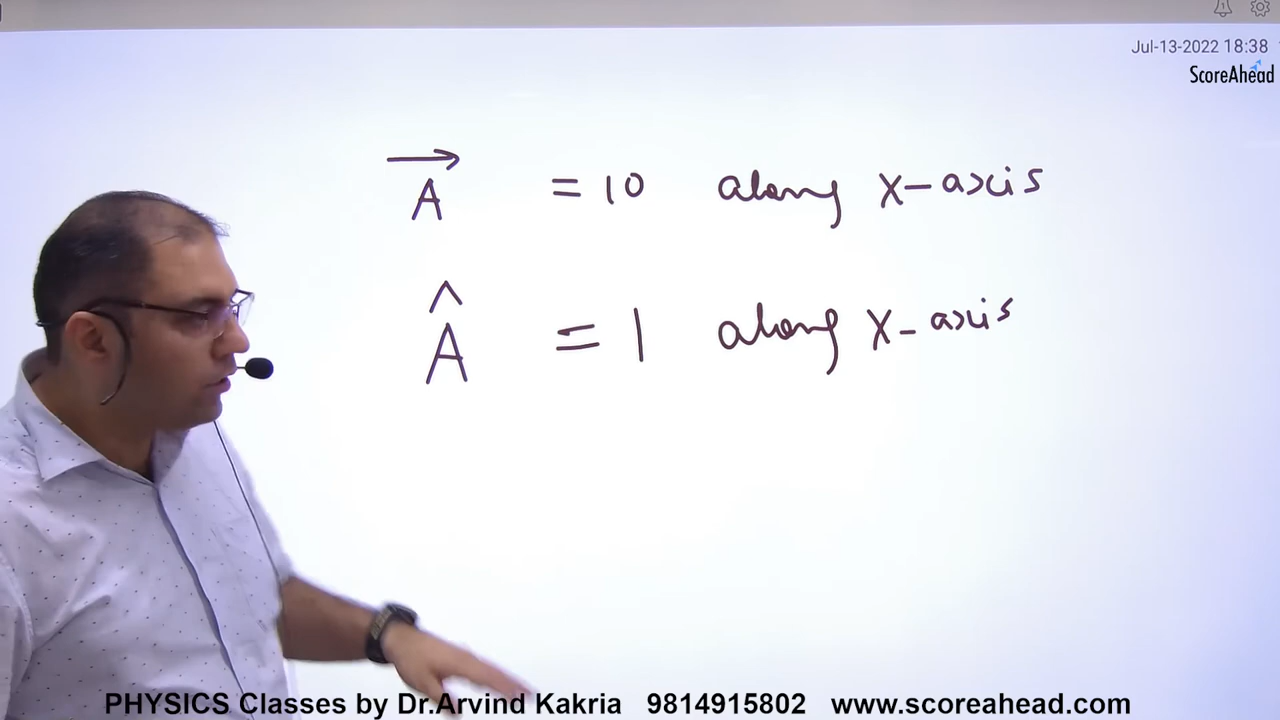 Jul-13-2022 18:38
ScoreAhead
→
A = 10 along x-axis
^
A = 1 along x-axis
PHYSICS Classes by Dr.Arvind Kakria 9814915802 www.scoreahead.com